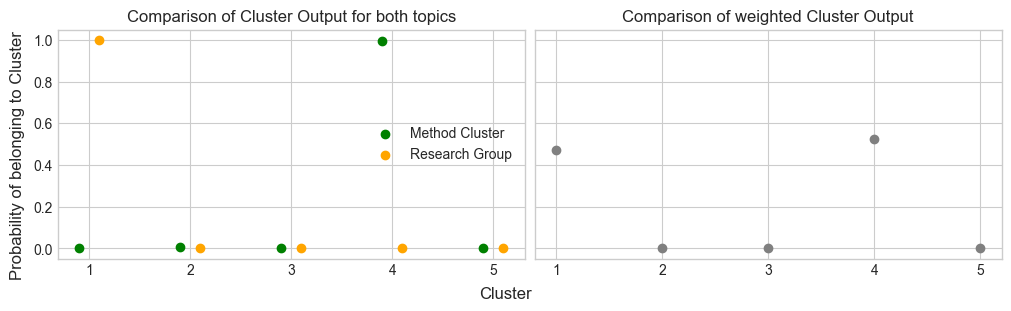 Comparison of Cluster Output for both topics
Comparison of weighted Cluster Output
Probability of belonging to Cluster
1.0
0.8
0.6
0.4
0.2
0.0
Method Cluster
Research Group
1 2 3 4 5
1 2 3 4 5
Cluster